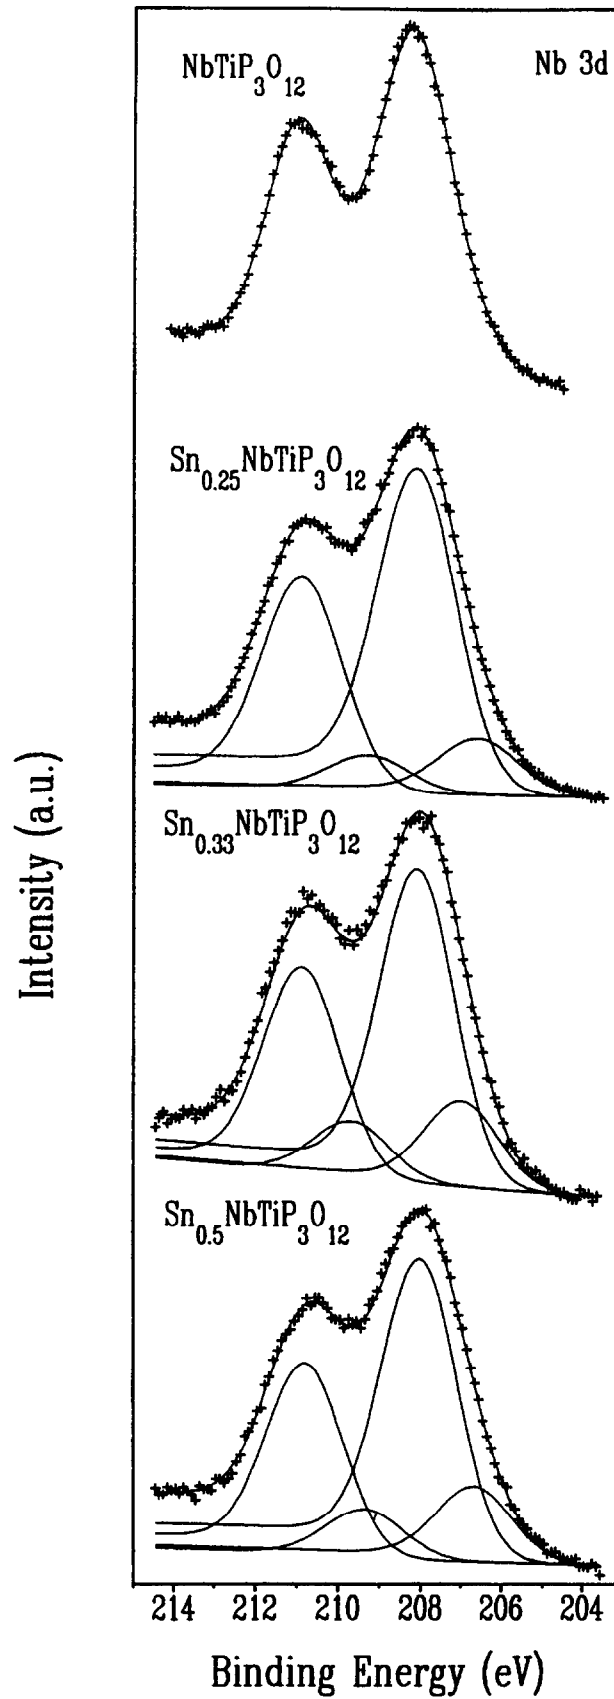 NbTiP₃O₁₂
Nb 3d
Sn₀.₂₅NbTiP₃O₁₂
Sn₀.₃₃NbTiP₃O₁₂
Sn₀.₅NbTiP₃O₁₂
Intensity (a.u.)
214 212 210 208 206 204
Binding Energy (eV)